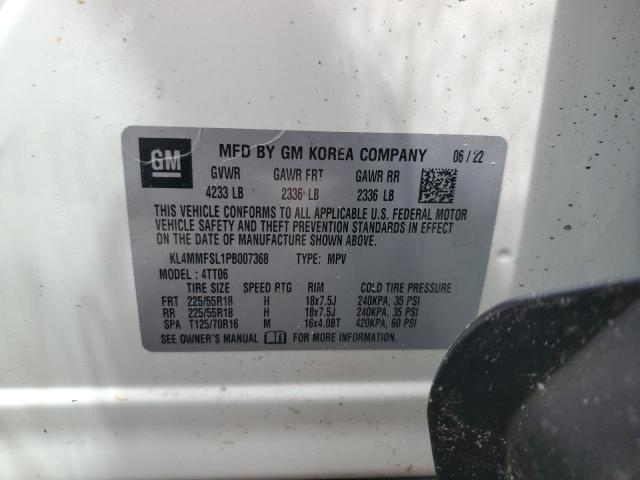 GM MFD BY GM KOREA COMPANY 06/22
GVWR GAWR FRT GAWR RR
4233 LB 2336 LB 2336 LB
THIS VEHICLE CONFORMS TO ALL APPLICABLE U.S. FEDERAL MOTOR
VEHICLE SAFETY AND THEFT PREVENTION STANDARDS IN EFFECT
ON THE DATE OF MANUFACTURE SHOWN ABOVE.
KL4MMFSL1PB007368 TYPE: MPV
MODEL: 4TT06
TIRE SIZE SPEED RTG RIM COLD TIRE PRESSURE
FRT 225/55R18 H 18x7.5J 240KPA, 35 PSI
RR 225/55R18 H 18x7.5J 240KPA, 35 PSI
SPA T125/70R16 M 16x4.0BT 420KPA, 60 PSI
SEE OWNER'S MANUAL FOR MORE INFORMATION.